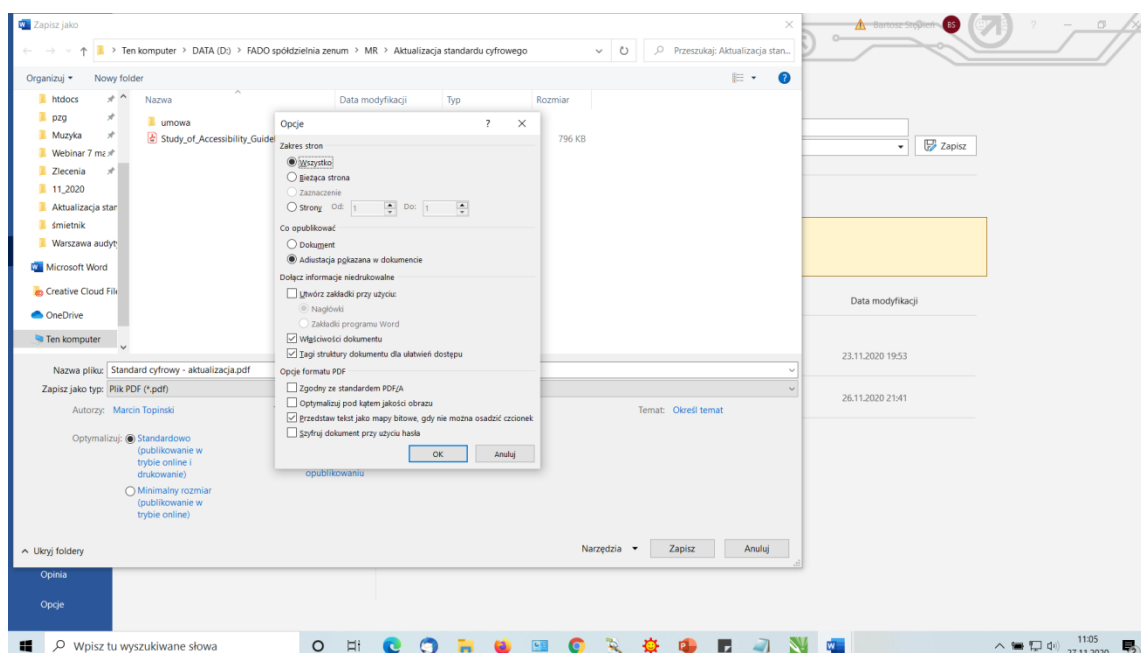 Zapisz jako
Bartosz Stępień BS
Ten komputer > DATA (D:) > FADO spółdzielnia zenum > MR > Aktualizacja standardu cyfrowego
Przeszukaj: Aktualizacja stan...
Organizuj
Nowy folder
htdocs
pzg
Muzyka
Webinar 7 ma
Zlecenia
11_2020
Aktualizacja stan
śmietnik
Warszawa audyty
Microsoft Word
Creative Cloud File
OneDrive
Ten komputer
Nazwa
Data modyfikacji
Typ
Rozmiar
umowa
Study_of_Accessibility_Guidel
796 KB
Opcje
Zakres stron
Wszystko
Bieżąca strona
Zaznaczenie
Strony Od: 1 Do: 1
Co opublikować
Dokument
Adiustacja pokazana w dokumencie
Dołącz informacje niedrukowalne
Utwórz zakładki przy użyciu:
Nagłówki
Zakładki programu Word
Właściwości dokumentu
Tagi struktury dokumentu dla ułatwień dostępu
Opcje formatu PDF
Zgodny ze standardem PDF/A
Optymalizuj pod kątem jakości obrazu
Przedstaw tekst jako mapy bitowe, gdy nie można osadzić czcionek
Szyfruj dokument przy użyciu hasła
OK Anuluj
Nazwa pliku: Standard cyfrowy - aktualizacja.pdf
Zapisz jako typ: Plik PDF (*.pdf)
Autorzy: Marcin Topinski
Temat: Określ temat
Optymalizuj: Standardowo
(publikowanie w
trybie online i
drukowanie)
Minimalny rozmiar
(publikowanie w
trybie online)
opublikowaniu
Ukryj foldery
Narzędzia Zapisz Anuluj
Zapisz
Data modyfikacji
23.11.2020 19:53
26.11.2020 21:41
Opinia
Opcje
Wpisz tu wyszukiwane słowa
11:05
27.11.2020